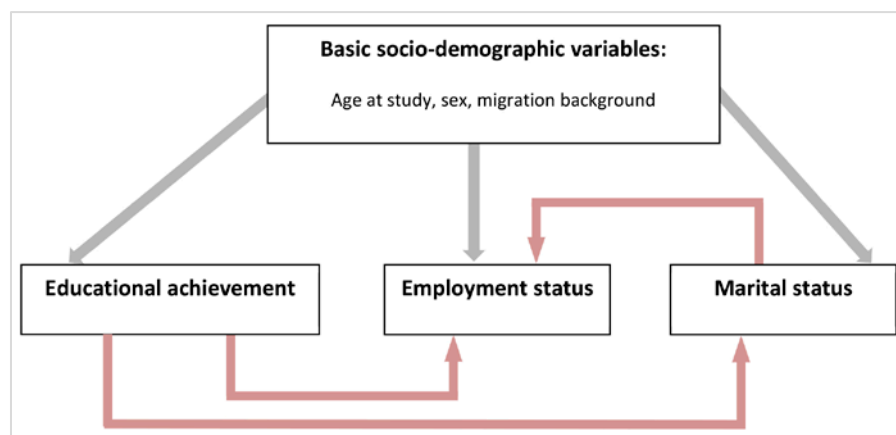 Basic socio-demographic variables:
Age at study, sex, migration background
Educational achievement
Employment status
Marital status